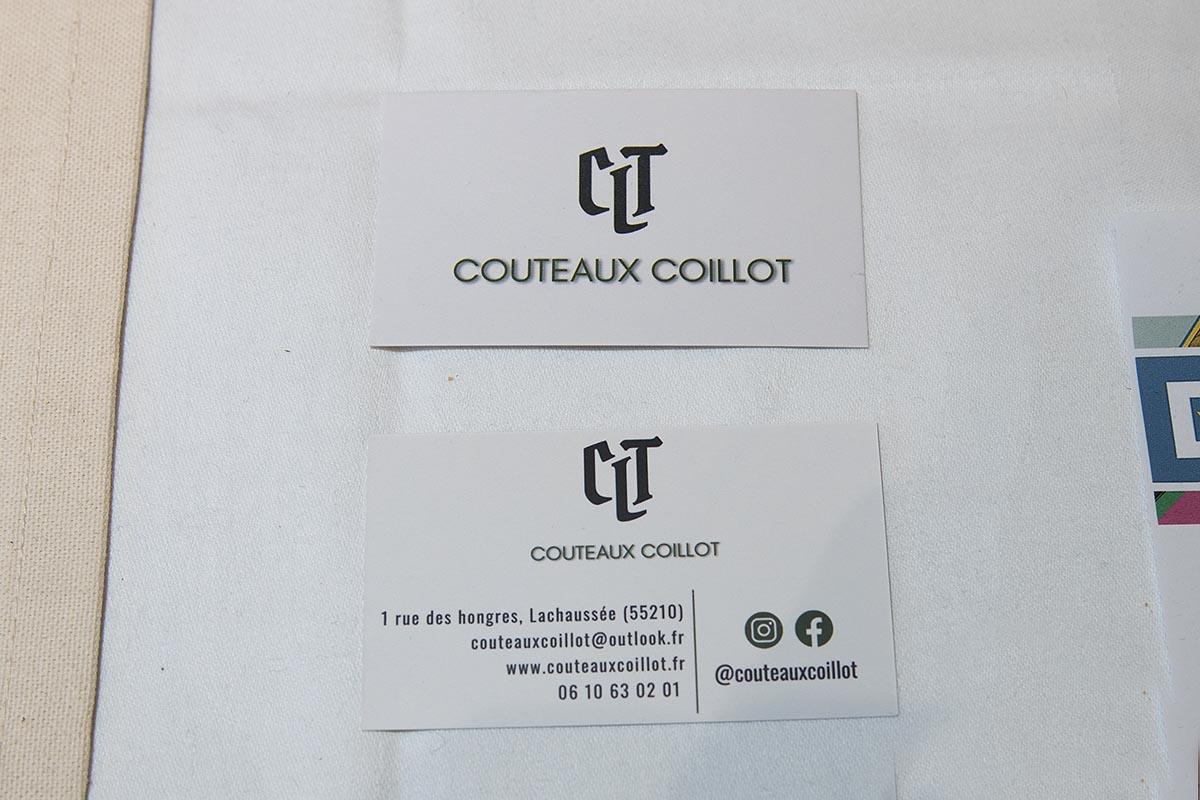 CLT
COUTEAUX COILLOT
CLT
COUTEAUX COILLOT
1 rue des hongres, Lachaussée (55210)
couteauxcoillot@outlook.fr
www.couteauxcoillot.fr
06 10 63 02 01
@couteauxcoillot